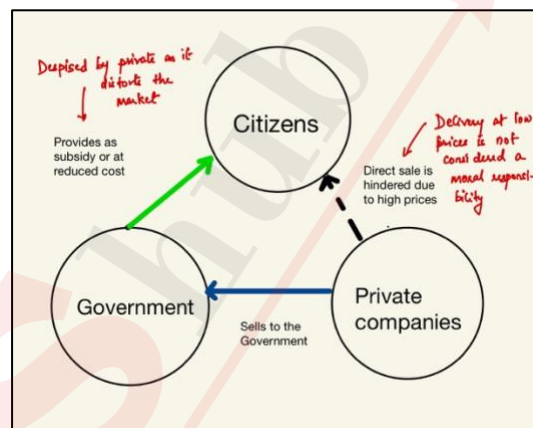 Despised by private as it
distorts the
market
Citizens
Delivery at low
prices is not
considered a
moral responsi-
bility
Provides as
subsidy or at
reduced cost
Direct sale is
hindered due
to high prices
Government
Private
companies
Sells to the
Government